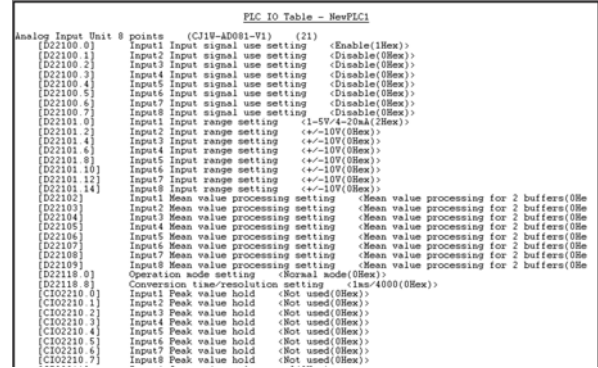 PLC IO Table - NewPLC1
Analog Input Unit 8 points (CJ1W-AD081-V1) (21)
[D22100.0] Input1 Input signal use setting <Enable(1Hex)>
[D22100.1] Input2 Input signal use setting <Disable(0Hex)>
[D22100.2] Input3 Input signal use setting <Disable(0Hex)>
[D22100.3] Input4 Input signal use setting <Disable(0Hex)>
[D22100.4] Input5 Input signal use setting <Disable(0Hex)>
[D22100.5] Input6 Input signal use setting <Disable(0Hex)>
[D22100.6] Input7 Input signal use setting <Disable(0Hex)>
[D22100.7] Input8 Input signal use setting <Disable(0Hex)>
[D22101.0] Input1 Input range setting <1-5V/4-20mA(2Hex)>
[D22101.2] Input2 Input range setting <+/-10V(0Hex)>
[D22101.4] Input3 Input range setting <+/-10V(0Hex)>
[D22101.6] Input4 Input range setting <+/-10V(0Hex)>
[D22101.8] Input5 Input range setting <+/-10V(0Hex)>
[D22101.10] Input6 Input range setting <+/-10V(0Hex)>
[D22101.12] Input7 Input range setting <+/-10V(0Hex)>
[D22101.14] Input8 Input range setting <+/-10V(0Hex)>
[D22102] Input1 Mean value processing setting <Mean value processing for 2 buffers(0He
[D22103] Input2 Mean value processing setting <Mean value processing for 2 buffers(0He
[D22104] Input3 Mean value processing setting <Mean value processing for 2 buffers(0He
[D22105] Input4 Mean value processing setting <Mean value processing for 2 buffers(0He
[D22106] Input5 Mean value processing setting <Mean value processing for 2 buffers(0He
[D22107] Input6 Mean value processing setting <Mean value processing for 2 buffers(0He
[D22108] Input7 Mean value processing setting <Mean value processing for 2 buffers(0He
[D22109] Input8 Mean value processing setting <Mean value processing for 2 buffers(0He
[D22118.0] Operation mode setting <Normal mode(0Hex)>
[D22118.8] Conversion time/resolution setting <1ms/4000(0Hex)>
[CIO2210.0] Input1 Peak value hold <Not used(0Hex)>
[CIO2210.1] Input2 Peak value hold <Not used(0Hex)>
[CIO2210.2] Input3 Peak value hold <Not used(0Hex)>
[CIO2210.3] Input4 Peak value hold <Not used(0Hex)>
[CIO2210.4] Input5 Peak value hold <Not used(0Hex)>
[CIO2210.5] Input6 Peak value hold <Not used(0Hex)>
[CIO2210.6] Input7 Peak value hold <Not used(0Hex)>
[CIO2210.7] Input8 Peak value hold <Not used(0Hex)>